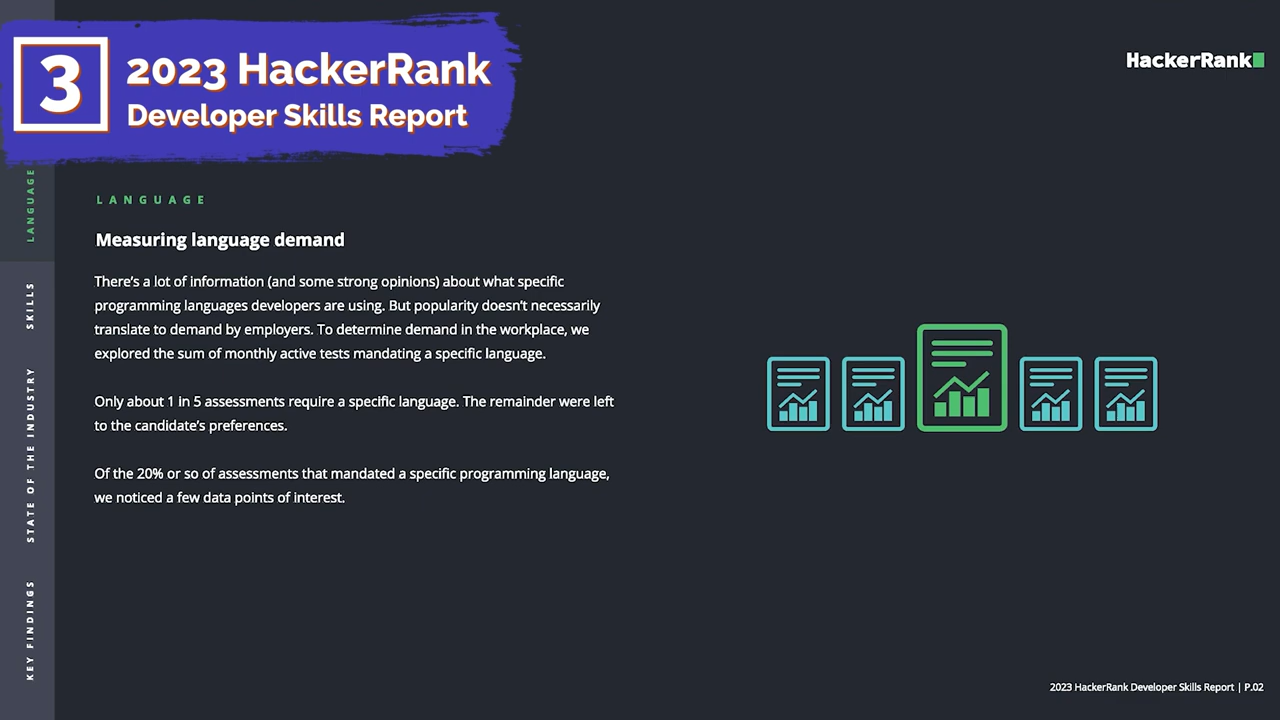 3
2023 HackerRank
Developer Skills Report
HackerRank
LANGUAGE
SKILLS
STATE OF THE INDUSTRY
KEY FINDINGS
LANGUAGE
Measuring language demand
There's a lot of information (and some strong opinions) about what specific
programming languages developers are using. But popularity doesn't necessarily
translate to demand by employers. To determine demand in the workplace, we
explored the sum of monthly active tests mandating a specific language.
Only about 1 in 5 assessments require a specific language. The remainder were left
to the candidate's preferences.
Of the 20% or so of assessments that mandated a specific programming language,
we noticed a few data points of interest.
2023 HackerRank Developer Skills Report | P.02